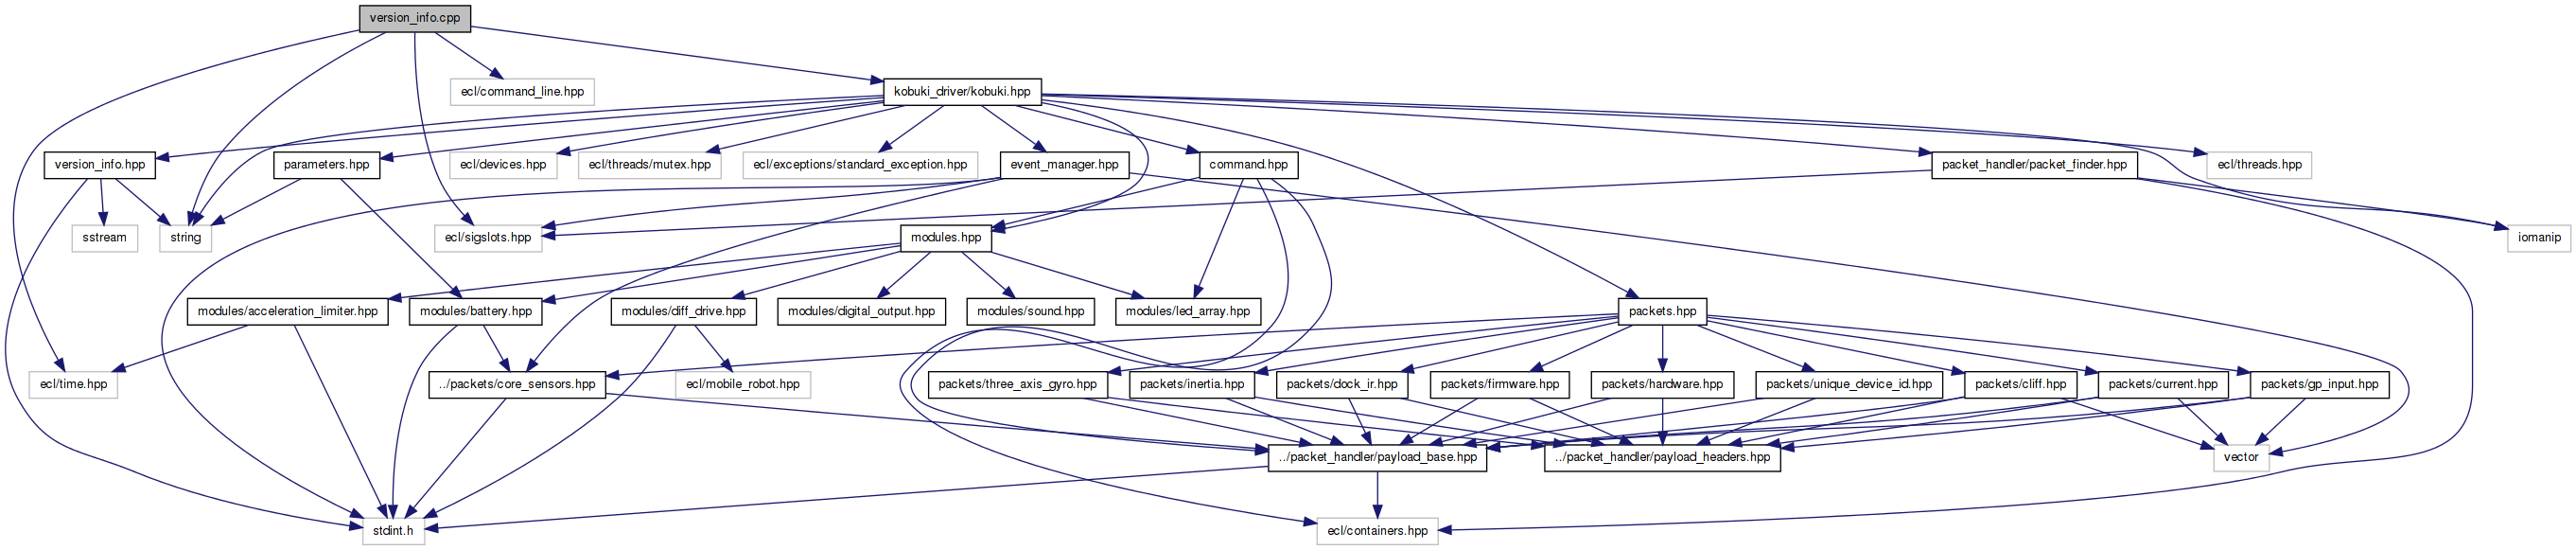 version_info.cpp
ecl/command_line.hpp
kobuki_driver/kobuki.hpp
version_info.hpp
parameters.hpp
ecl/devices.hpp
ecl/threads/mutex.hpp
ecl/exceptions/standard_exception.hpp
event_manager.hpp
command.hpp
packet_handler/packet_finder.hpp
ecl/threads.hpp
sstream
string
ecl/sigslots.hpp
modules.hpp
iomanip
modules/acceleration_limiter.hpp
modules/battery.hpp
modules/diff_drive.hpp
modules/digital_output.hpp
modules/sound.hpp
modules/led_array.hpp
packets.hpp
ecl/time.hpp
../packets/core_sensors.hpp
ecl/mobile_robot.hpp
packets/three_axis_gyro.hpp
packets/inertia.hpp
packets/dock_ir.hpp
packets/firmware.hpp
packets/hardware.hpp
packets/unique_device_id.hpp
packets/cliff.hpp
packets/current.hpp
packets/gp_input.hpp
../packet_handler/payload_base.hpp
../packet_handler/payload_headers.hpp
vector
stdint.h
ecl/containers.hpp